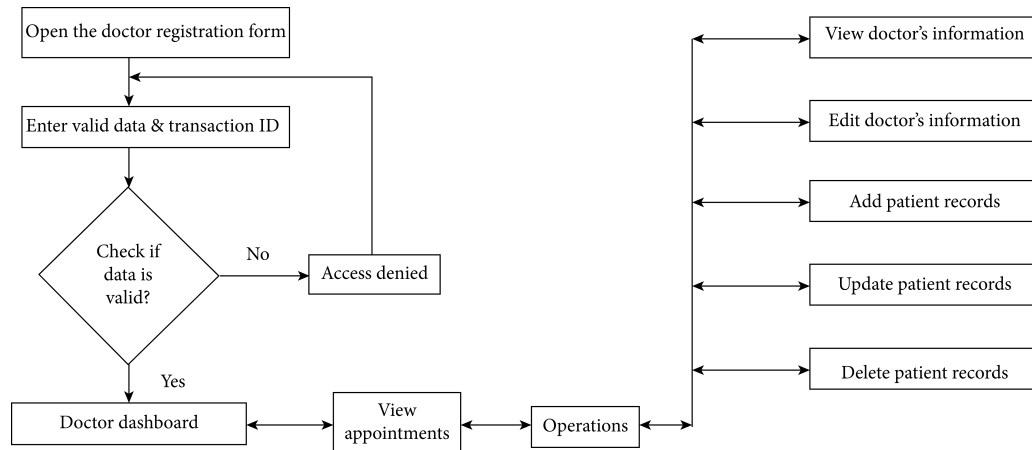 Open the doctor registration form
Enter valid data & transaction ID
Check if
data is
valid?
No
Access denied
Yes
Doctor dashboard
View
appointments
Operations
View doctor’s information
Edit doctor’s information
Add patient records
Update patient records
Delete patient records